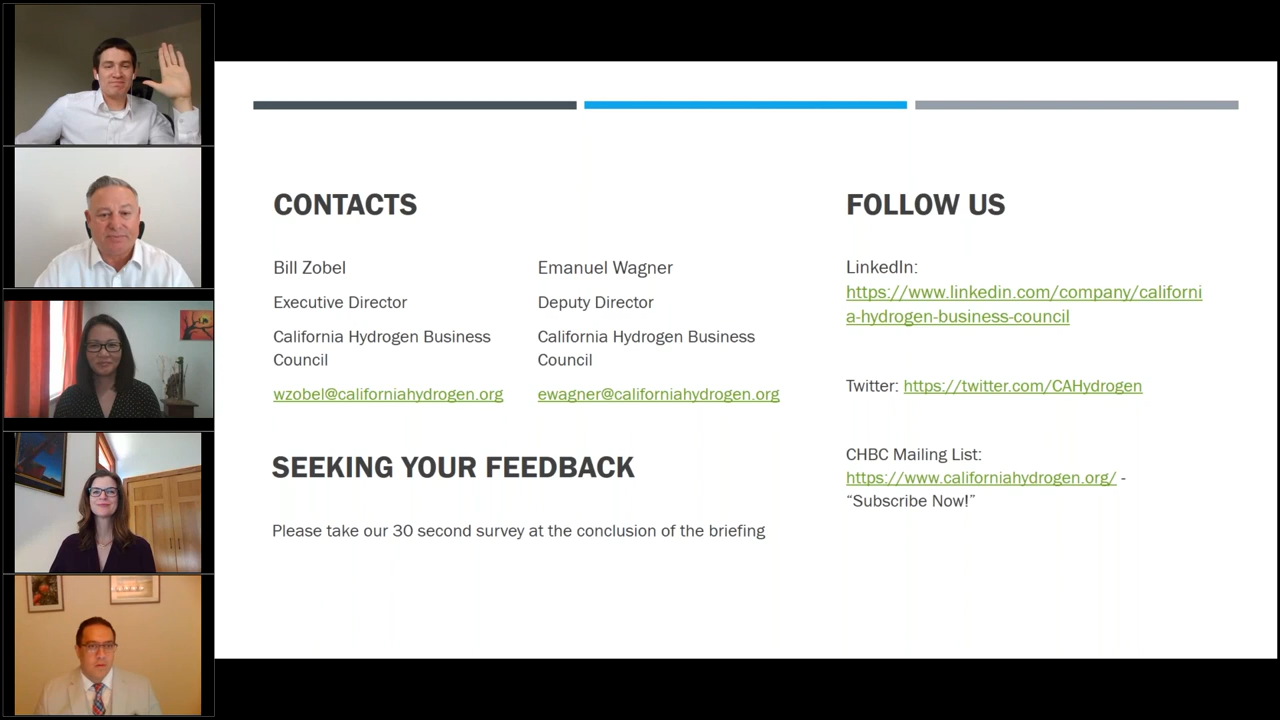 CONTACTS
Bill Zobel
Executive Director
California Hydrogen Business
Council
wzobel@californiahydrogen.org
Emanuel Wagner
Deputy Director
California Hydrogen Business
Council
ewagner@californiahydrogen.org
SEEKING YOUR FEEDBACK
Please take our 30 second survey at the conclusion of the briefing
FOLLOW US
LinkedIn:
https://www.linkedin.com/company/californi
a-hydrogen-business-council
Twitter: https://twitter.com/CAHydrogen
CHBC Mailing List:
https://www.californiahydrogen.org/ -
“Subscribe Now!”